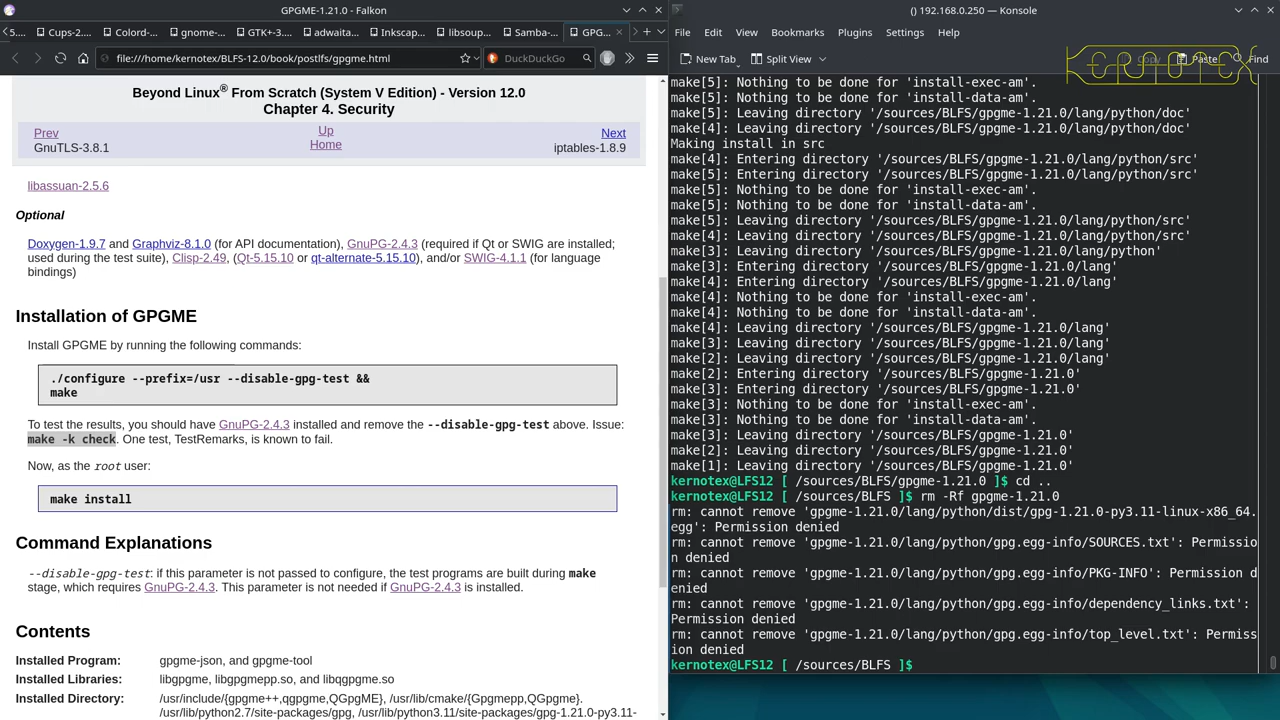 GPGME-1.21.0 - Falkon
5....
Cups-2....
Colord-...
gnome-...
GTK+-3....
adwaita...
Inkscap...
libsoup...
Samba-...
GPG...
file:///home/kernotex/BLFS-12.0/book/postlfs/gpgme.html
DuckDuckGo
Beyond Linux® From Scratch (System V Edition) - Version 12.0
Chapter 4. Security
Prev Up Next
GnuTLS-3.8.1 Home iptables-1.8.9
libassuan-2.5.6
Optional
Doxygen-1.9.7 and Graphviz-8.1.0 (for API documentation), GnuPG-2.4.3 (required if Qt or SWIG are installed;
used during the test suite), Clisp-2.49, (Qt-5.15.10 or qt-alternate-5.15.10), and/or SWIG-4.1.1 (for language
bindings)
Installation of GPGME
Install GPGME by running the following commands:
./configure --prefix=/usr --disable-gpg-test &&
make
To test the results, you should have GnuPG-2.4.3 installed and remove the --disable-gpg-test above. Issue:
make -k check. One test, TestRemarks, is known to fail.
Now, as the root user:
make install
Command Explanations
--disable-gpg-test: if this parameter is not passed to configure, the test programs are built during make
stage, which requires GnuPG-2.4.3. This parameter is not needed if GnuPG-2.4.3 is installed.
Contents
Installed Program: gpgme-json, and gpgme-tool
Installed Libraries: libgpgme, libgpgmepp.so, and libqgpgme.so
Installed Directory: /usr/include/{gpgme++,qgpgme,QGpgME}, /usr/lib/cmake/{Gpgmepp,QGpgme}.
/usr/lib/python2.7/site-packages/gpg, /usr/lib/python3.11/site-packages/gpg-1.21.0-py3.11-
() 192.168.0.250 — Konsole
File Edit View Bookmarks Plugins Settings Help
New Tab Split View Copy Paste Find
KERNOTEX
make[5]: Nothing to be done for 'install-exec-am'.
make[5]: Nothing to be done for 'install-data-am'.
make[5]: Leaving directory '/sources/BLFS/gpgme-1.21.0/lang/python/doc'
make[4]: Leaving directory '/sources/BLFS/gpgme-1.21.0/lang/python/doc'
Making install in src
make[4]: Entering directory '/sources/BLFS/gpgme-1.21.0/lang/python/src'
make[5]: Entering directory '/sources/BLFS/gpgme-1.21.0/lang/python/src'
make[5]: Nothing to be done for 'install-exec-am'.
make[5]: Nothing to be done for 'install-data-am'.
make[5]: Leaving directory '/sources/BLFS/gpgme-1.21.0/lang/python/src'
make[4]: Leaving directory '/sources/BLFS/gpgme-1.21.0/lang/python/src'
make[3]: Leaving directory '/sources/BLFS/gpgme-1.21.0/lang/python'
make[3]: Entering directory '/sources/BLFS/gpgme-1.21.0/lang'
make[4]: Entering directory '/sources/BLFS/gpgme-1.21.0/lang'
make[4]: Nothing to be done for 'install-exec-am'.
make[4]: Nothing to be done for 'install-data-am'.
make[4]: Leaving directory '/sources/BLFS/gpgme-1.21.0/lang'
make[3]: Leaving directory '/sources/BLFS/gpgme-1.21.0/lang'
make[2]: Leaving directory '/sources/BLFS/gpgme-1.21.0/lang'
make[2]: Entering directory '/sources/BLFS/gpgme-1.21.0'
make[3]: Entering directory '/sources/BLFS/gpgme-1.21.0'
make[3]: Nothing to be done for 'install-exec-am'.
make[3]: Nothing to be done for 'install-data-am'.
make[3]: Leaving directory '/sources/BLFS/gpgme-1.21.0'
make[2]: Leaving directory '/sources/BLFS/gpgme-1.21.0'
make[1]: Leaving directory '/sources/BLFS/gpgme-1.21.0'
kernotex@LFS12 [ /sources/BLFS/gpgme-1.21.0 ]$ cd ..
kernotex@LFS12 [ /sources/BLFS ]$ rm -Rf gpgme-1.21.0
rm: cannot remove 'gpgme-1.21.0/lang/python/dist/gpg-1.21.0-py3.11-linux-x86_64.
egg': Permission denied
rm: cannot remove 'gpgme-1.21.0/lang/python/gpg.egg-info/SOURCES.txt': Permissio
n denied
rm: cannot remove 'gpgme-1.21.0/lang/python/gpg.egg-info/PKG-INFO': Permission d
enied
rm: cannot remove 'gpgme-1.21.0/lang/python/gpg.egg-info/dependency_links.txt':
Permission denied
rm: cannot remove 'gpgme-1.21.0/lang/python/gpg.egg-info/top_level.txt': Permiss
ion denied
kernotex@LFS12 [ /sources/BLFS ]$